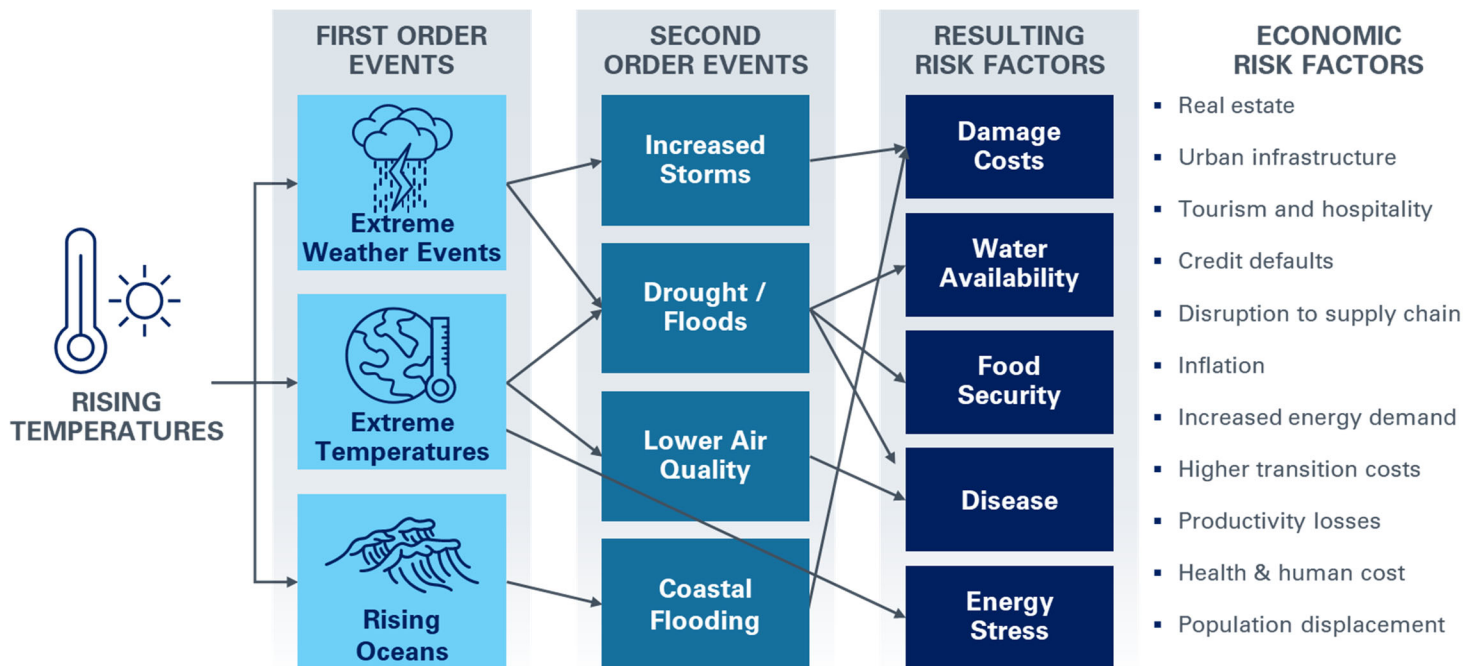 FIRST ORDER
EVENTS
SECOND
ORDER EVENTS
RESULTING
RISK FACTORS
ECONOMIC
RISK FACTORS
RISING
TEMPERATURES
Extreme
Weather Events
Extreme
Temperatures
Rising
Oceans
Increased
Storms
Drought /
Floods
Lower Air
Quality
Coastal
Flooding
Damage
Costs
Water
Availability
Food
Security
Disease
Energy
Stress
▪ Real estate
▪ Urban infrastructure
▪ Tourism and hospitality
▪ Credit defaults
▪ Disruption to supply chain
▪ Inflation
▪ Increased energy demand
▪ Higher transition costs
▪ Productivity losses
▪ Health & human cost
▪ Population displacement